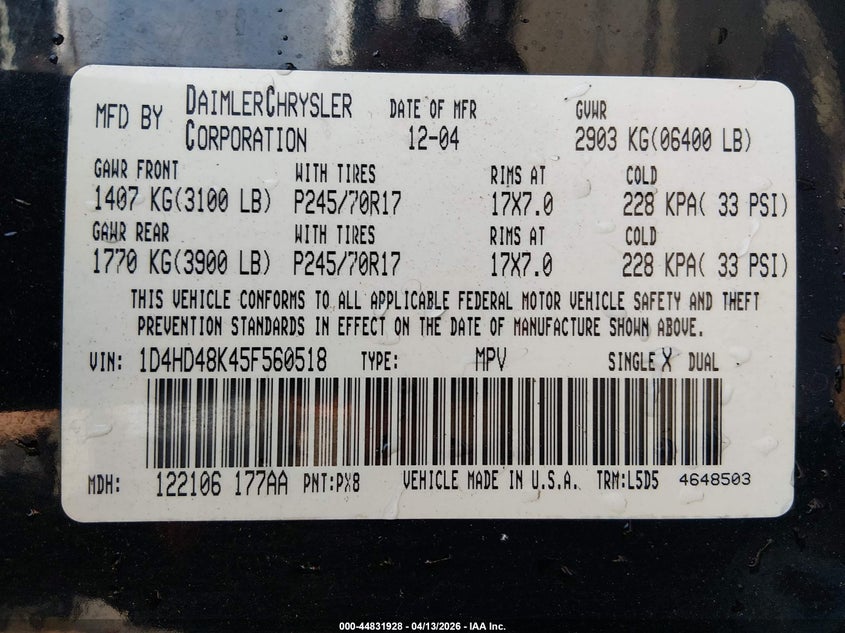 MFD BY DAIMLERCHRYSLER CORPORATION DATE OF MFR 12-04 GVWR 2903 KG(06400 LB)
GAWR FRONT WITH TIRES RIMS AT COLD
1407 KG(3100 LB) P245/70R17 17X7.0 228 KPA( 33 PSI)
GAWR REAR WITH TIRES RIMS AT COLD
1770 KG(3900 LB) P245/70R17 17X7.0 228 KPA( 33 PSI)
THIS VEHICLE CONFORMS TO ALL APPLICABLE FEDERAL MOTOR VEHICLE SAFETY AND THEFT
PREVENTION STANDARDS IN EFFECT ON THE DATE OF MANUFACTURE SHOWN ABOVE.
VIN: 1D4HD48K45F560518 TYPE: MPV SINGLE X DUAL
MDH: 122106 177AA PNT:PX8 VEHICLE MADE IN U.S.A. TRM:L5D5 4648503
000-44831928 - 04/13/2026 - IAA Inc.